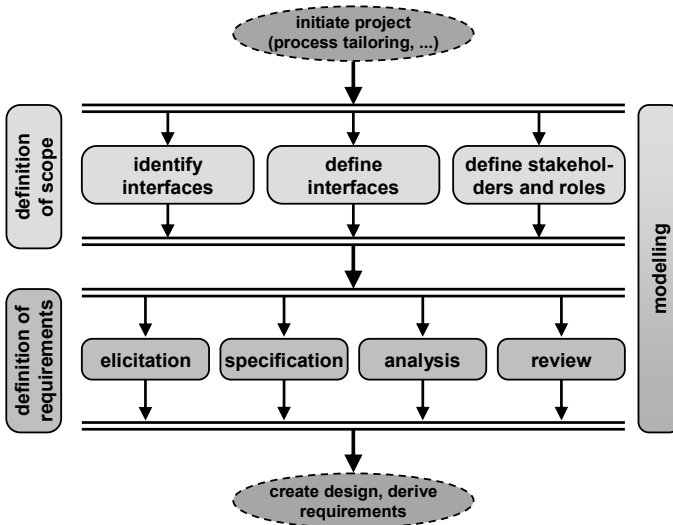 initiate project
(process tailoring, ...)
definition
of scope
identify
interfaces
define
interfaces
define stakehol-
ders and roles
modelling
definition of
requirements
elicitation
specification
analysis
review
create design, derive
requirements